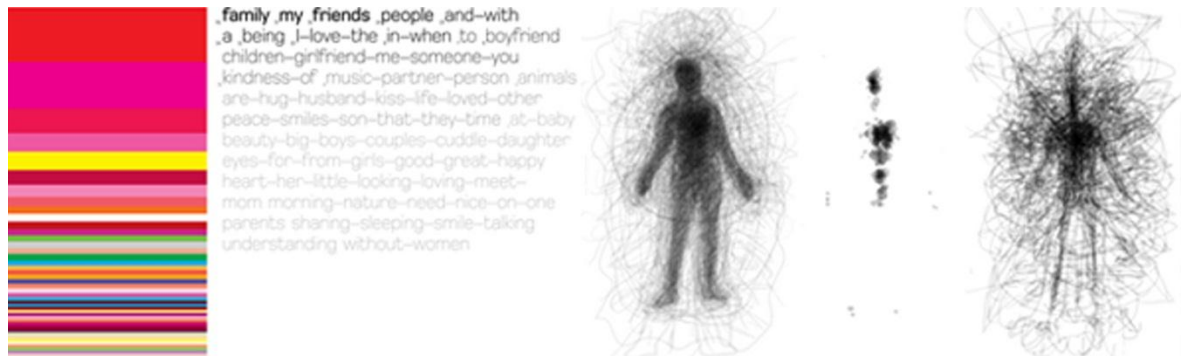 ,family ,my ,friends ,people ,and–with
,a ,being ,I–love–the ,in–when ,to ,boyfriend
children–girlfriend–me–someone–you
,kindness–of ,music–partner–person ,animals
are–hug–husband–kiss–life–loved–other
peace–smiles–son–that–they–time ,at–baby
beauty–big–boys–couples–cuddle–daughter
eyes–for–from–girls–good–great–happy
heart–her–little–looking–loving–meet–
mom morning–nature–need–nice–on–one
parents sharing–sleeping–smile–talking
understanding without–women